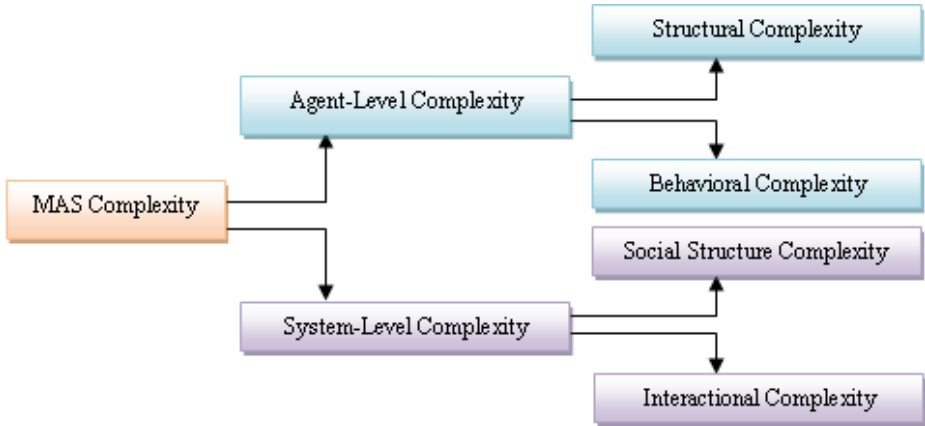 Structural Complexity
Agent-Level Complexity
Behavioral Complexity
MAS Complexity
Social Structure Complexity
System-Level Complexity
Interactional Complexity